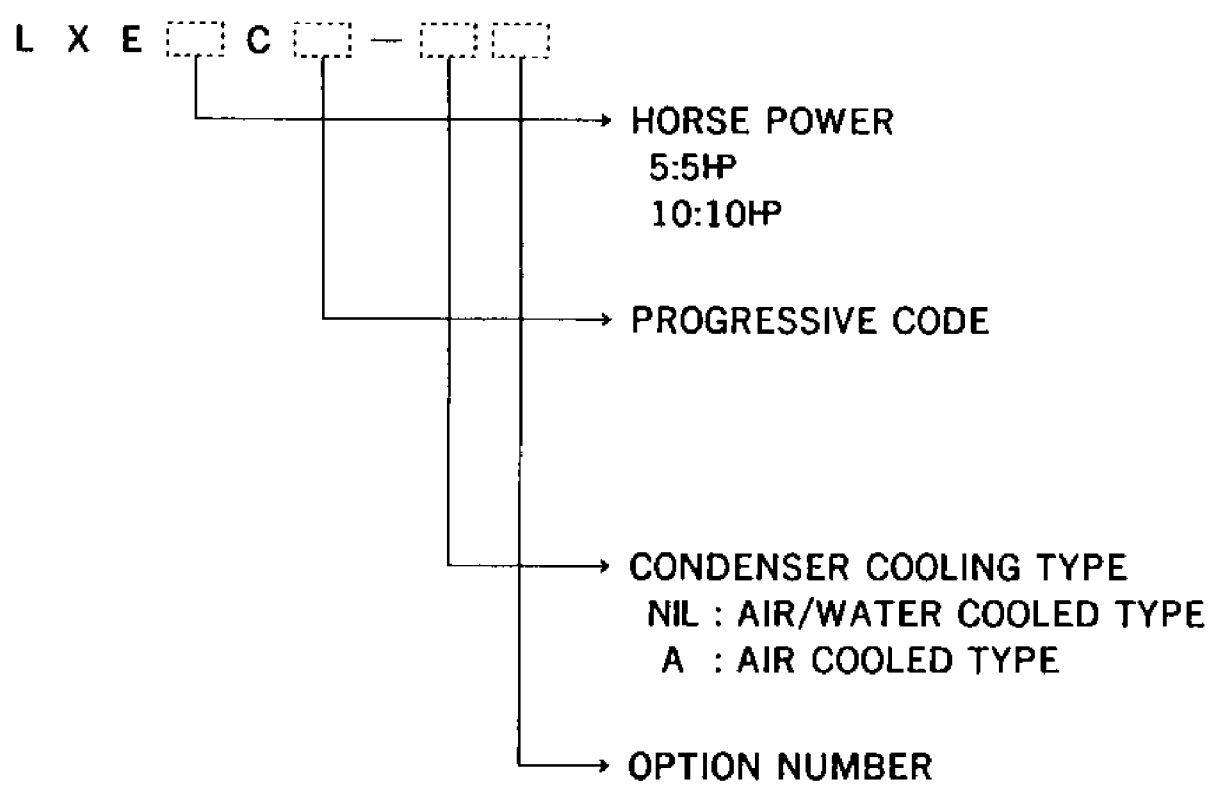 L X E C -
HORSE POWER
5:5HP
10:10HP
PROGRESSIVE CODE
CONDENSER COOLING TYPE
NIL : AIR/WATER COOLED TYPE
A : AIR COOLED TYPE
OPTION NUMBER